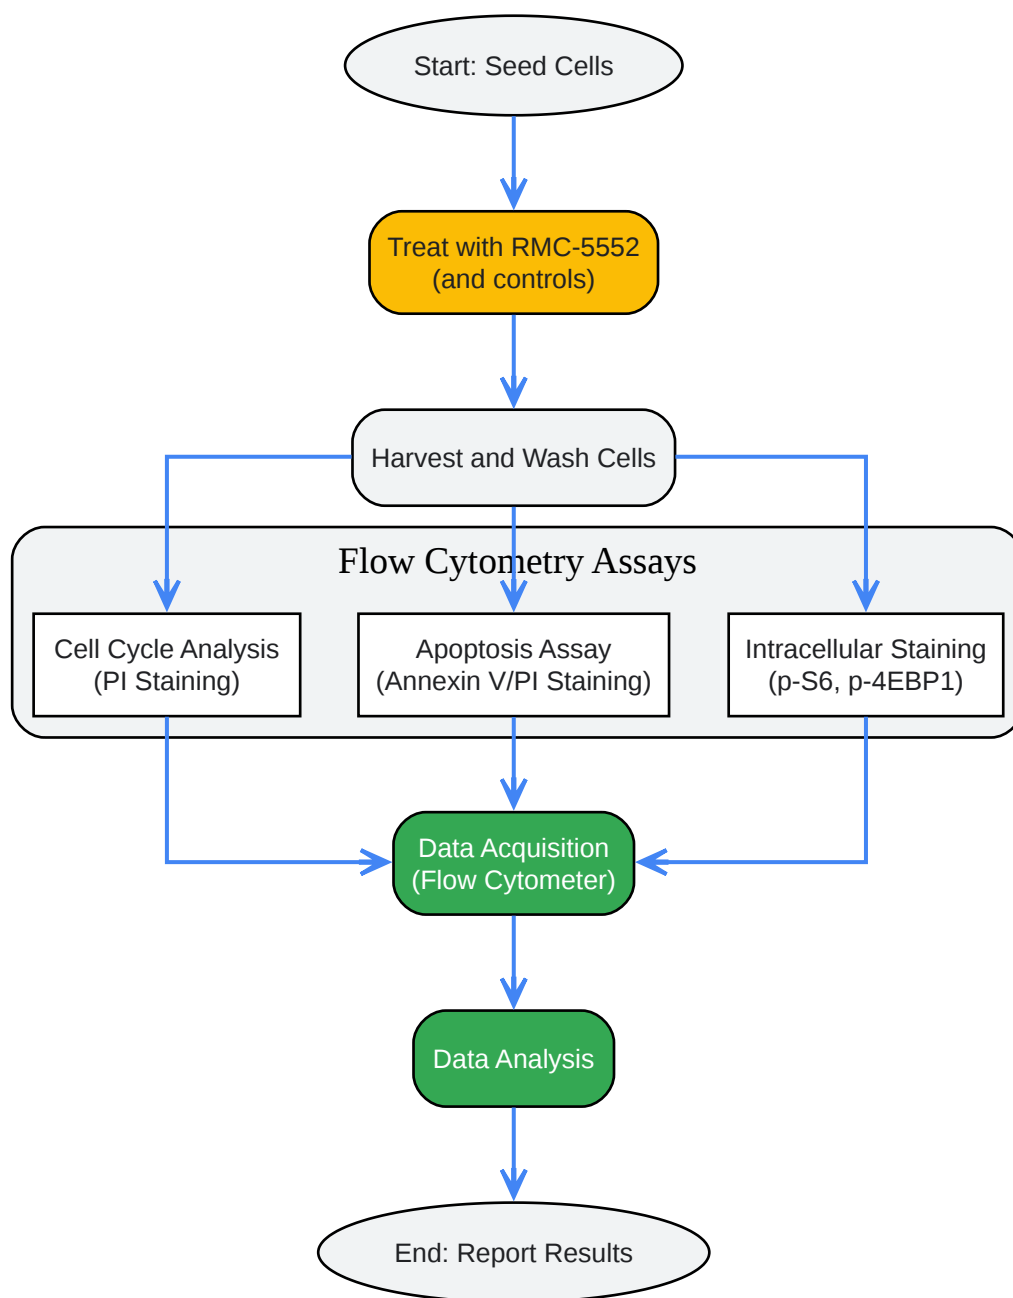 Start: Seed Cells
Treat with RMC-5552
(and controls)
Harvest and Wash Cells
Flow Cytometry Assays
Cell Cycle Analysis
(PI Staining)
Apoptosis Assay
(Annexin V/PI Staining)
Intracellular Staining
(p-S6, p-4EBP1)
Data Acquisition
(Flow Cytometer)
Data Analysis
End: Report Results